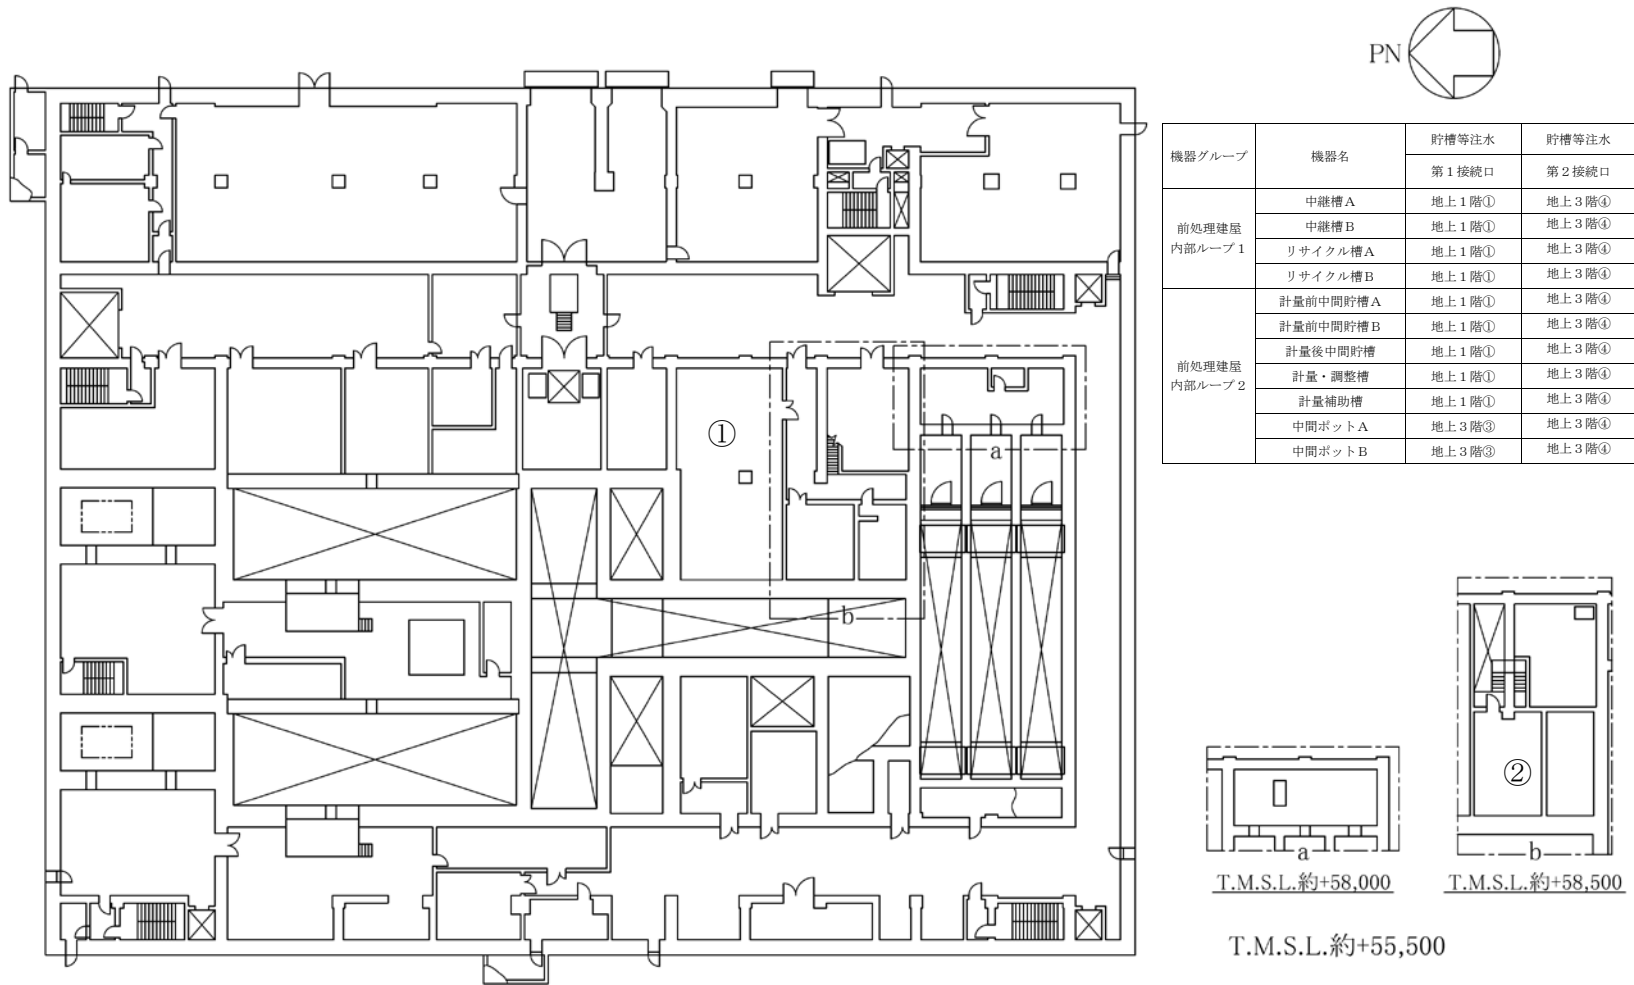 PN
機器グループ 機器名 貯槽等注水 貯槽等注水
第1接続口 第2接続口
前処理建屋
内部ループ1
中継槽A 地上1階① 地上3階④
中継槽B 地上1階① 地上3階④
リサイクル槽A 地上1階① 地上3階④
リサイクル槽B 地上1階① 地上3階④
前処理建屋
内部ループ2
計量前中間貯槽A 地上1階① 地上3階④
計量前中間貯槽B 地上1階① 地上3階④
計量後中間貯槽 地上1階① 地上3階④
計量・調整槽 地上1階① 地上3階④
計量補助槽 地上1階① 地上3階④
中間ポットA 地上3階③ 地上3階④
中間ポットB 地上3階③ 地上3階④
①
a
b
②
a
T.M.S.L.約+58,000
b
T.M.S.L.約+58,500
T.M.S.L.約+55,500